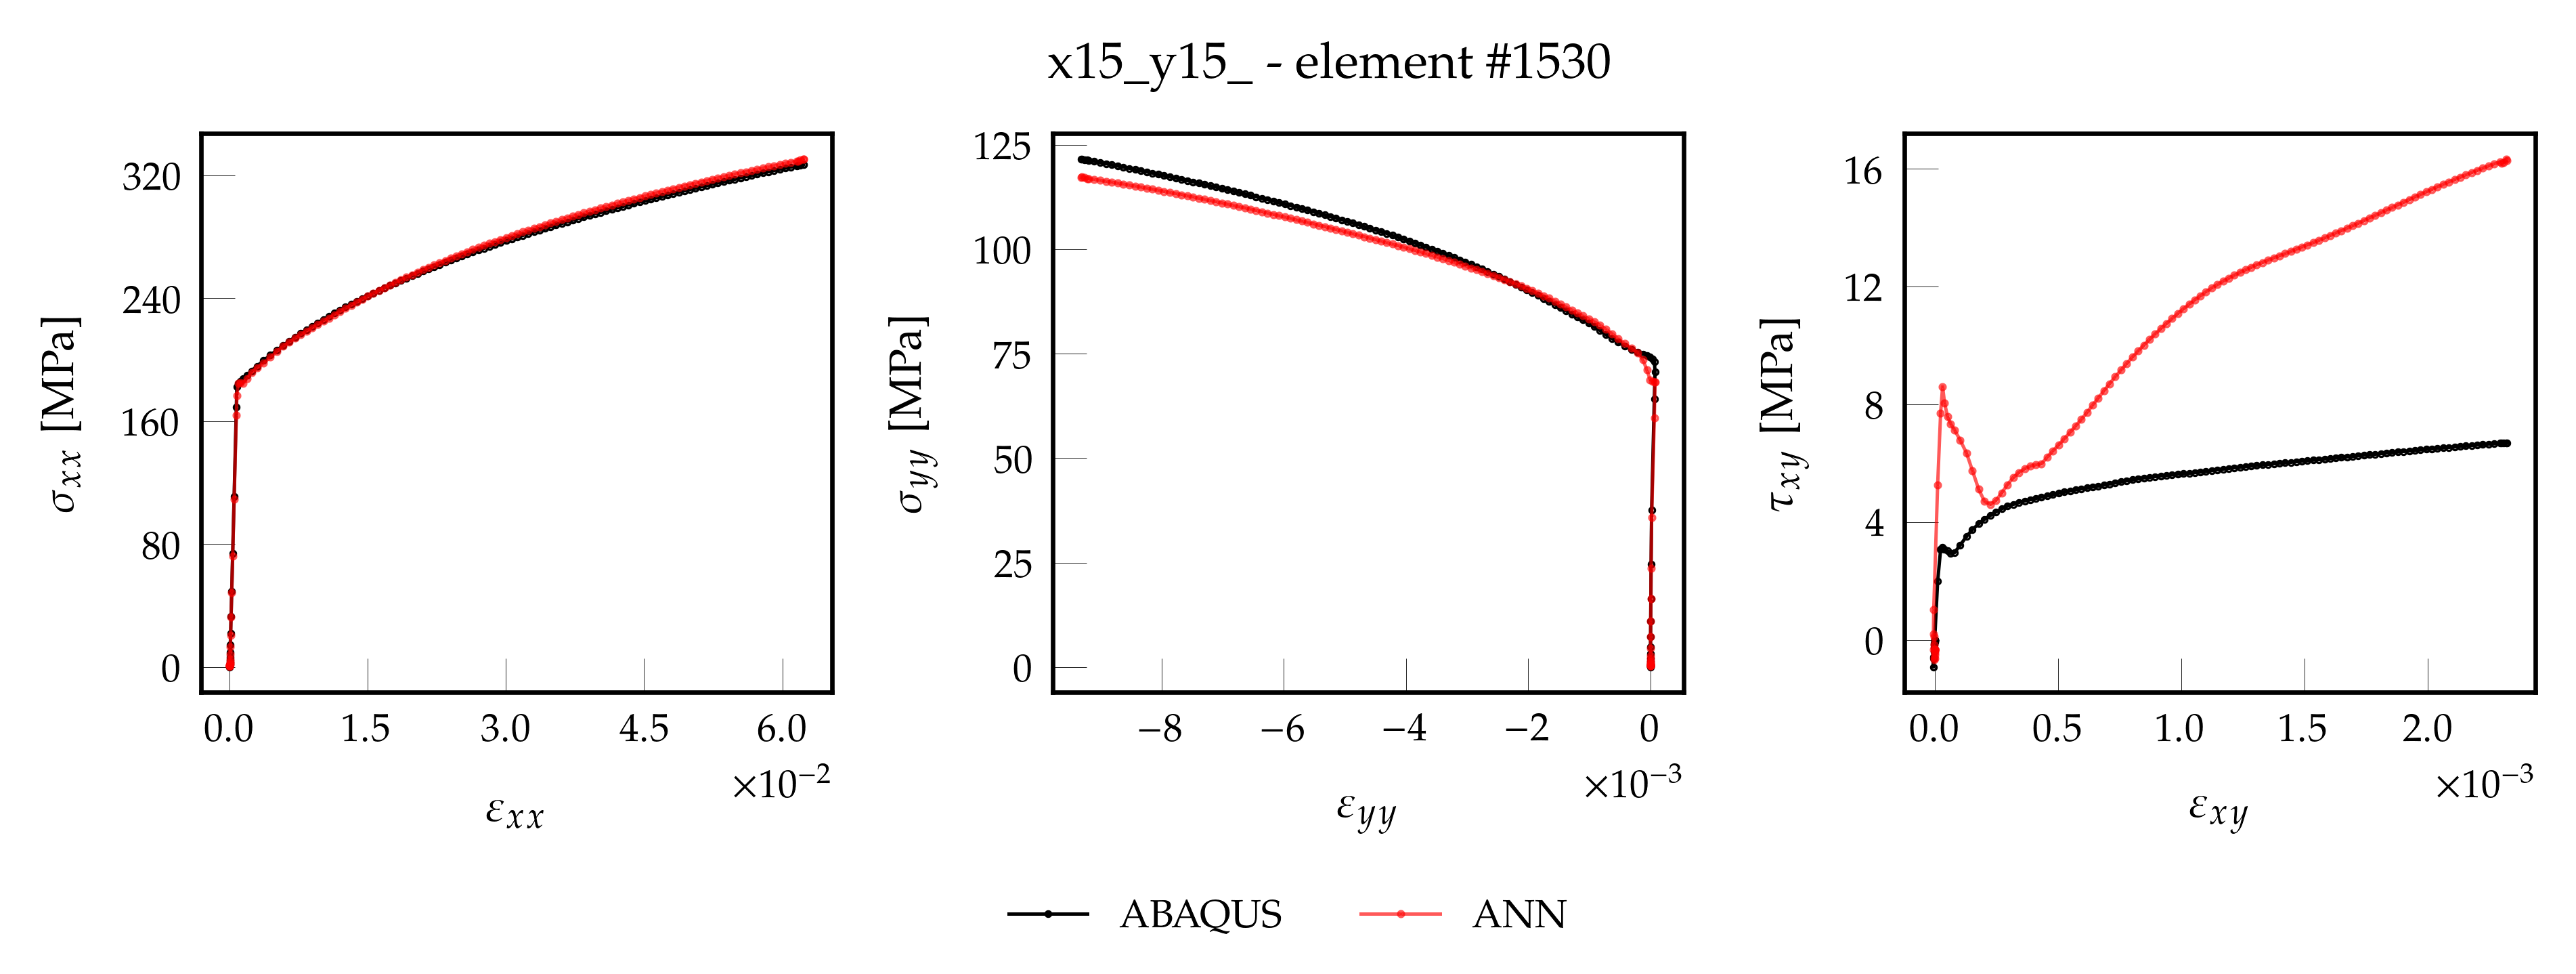 x15_y15_ - element #1530
σxx [MPa]
320
240
160
80
0
0.0 1.5 3.0 4.5 6.0
×10−2
εxx
σyy [MPa]
125
100
75
50
25
0
−8 −6 −4 −2 0
×10−3
εyy
τxy [MPa]
16
12
8
4
0
0.0 0.5 1.0 1.5 2.0
×10−3
εxy
ABAQUS ANN